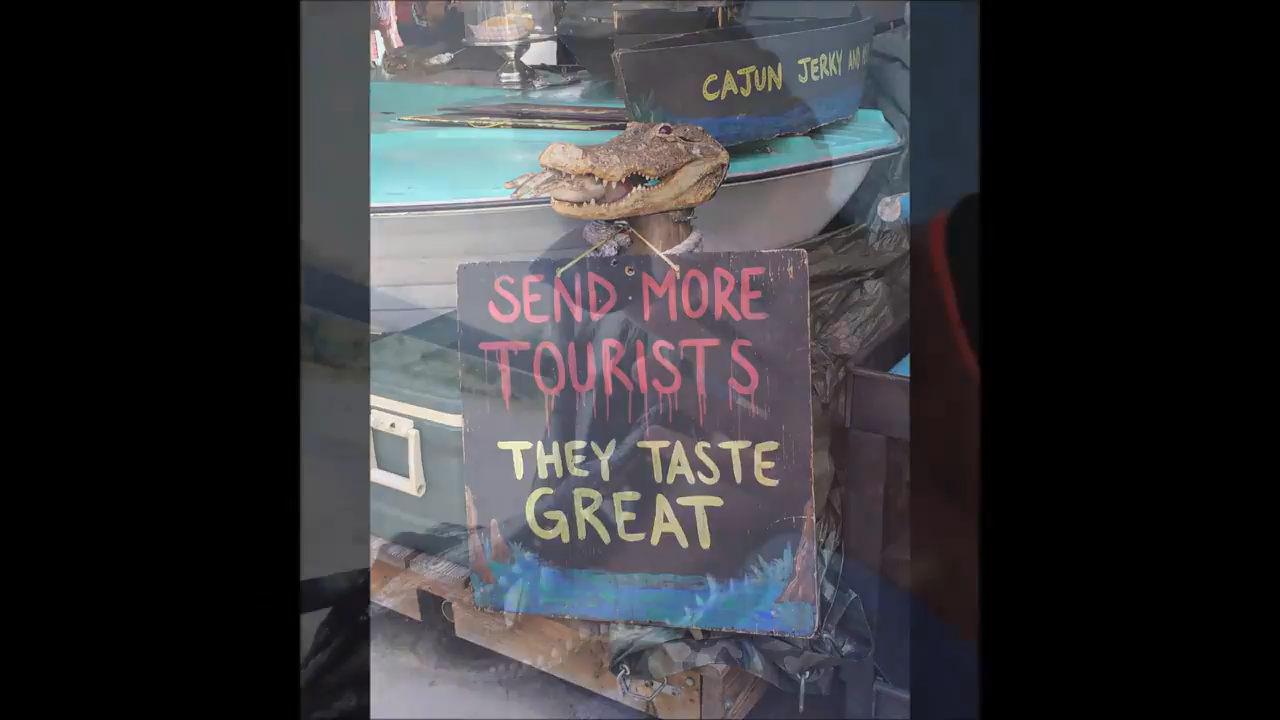 CAJUN JERKY AND
SEND MORE
TOURISTS
THEY TASTE
GREAT